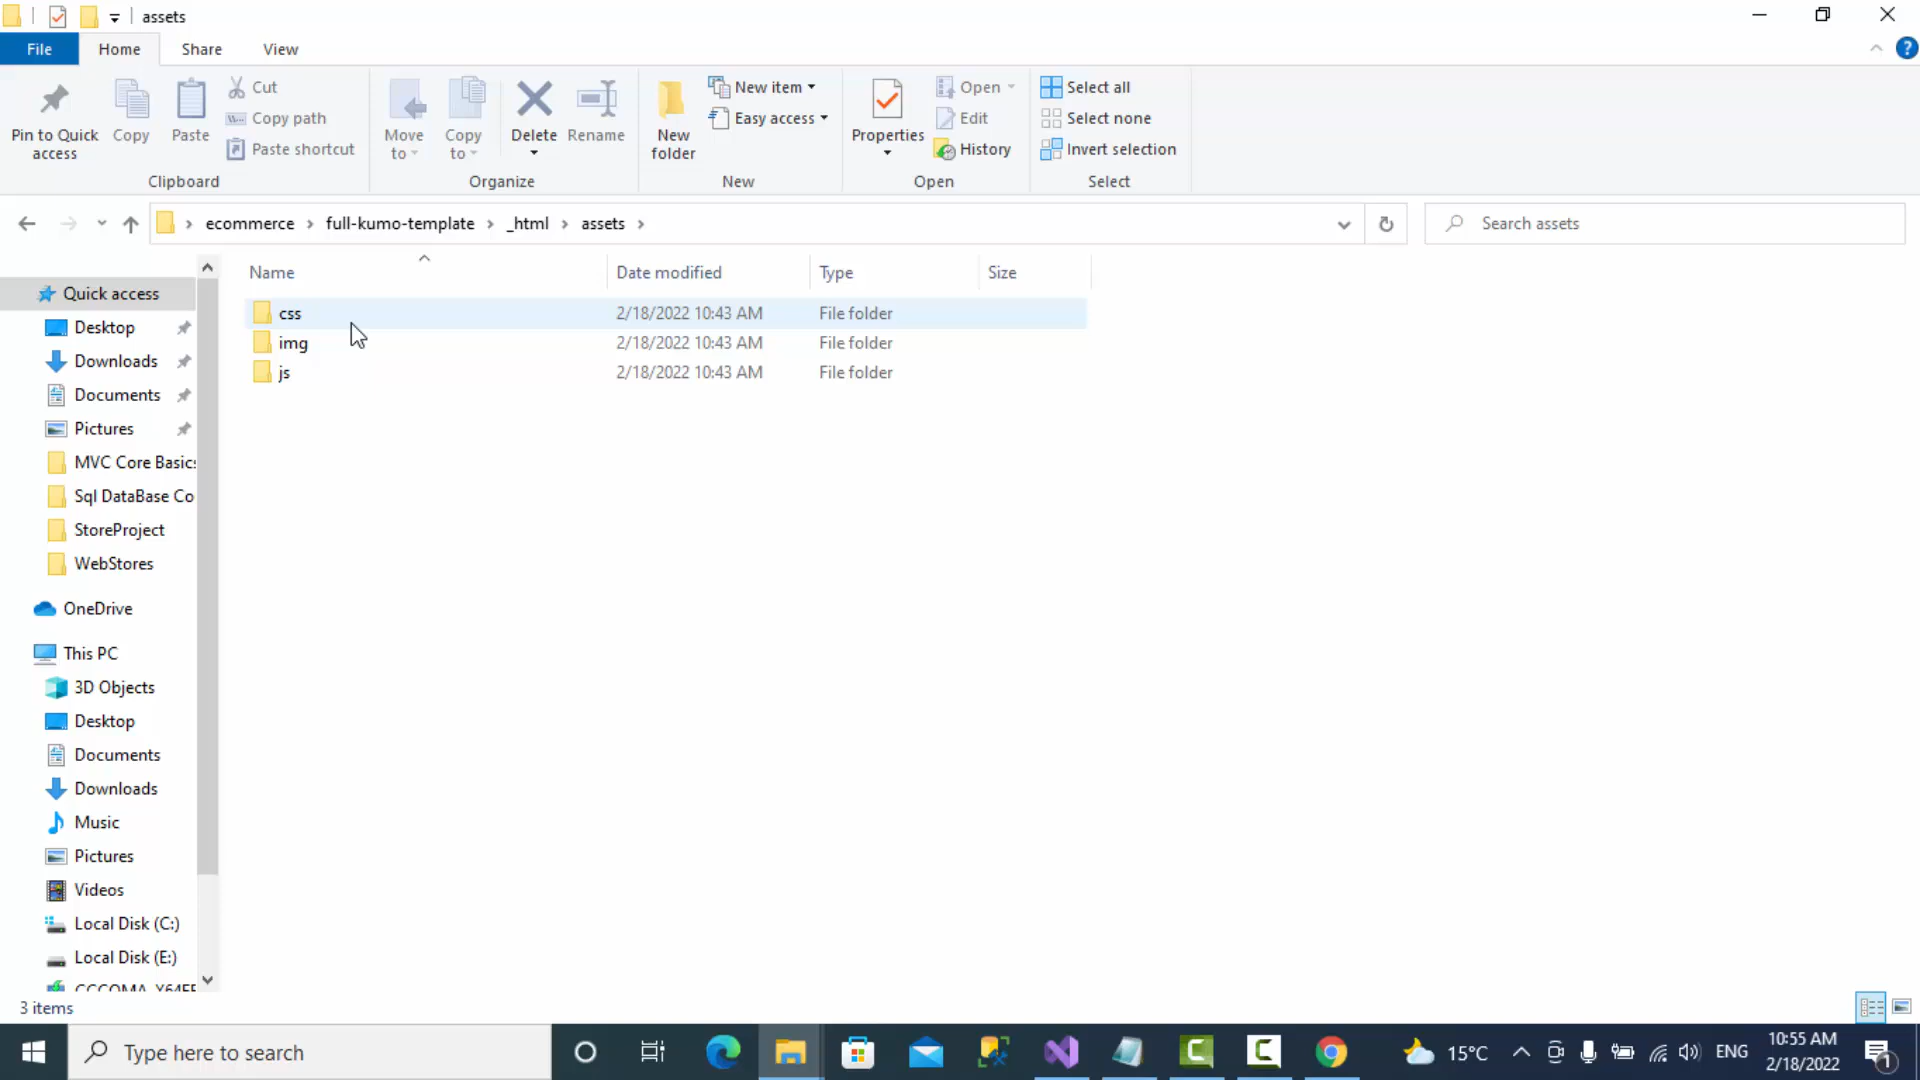 assets
File
Home
Share
View
Pin to Quick access
Copy
Paste
Cut
Copy path
Paste shortcut
Clipboard
Move to
Copy to
Delete
Rename
Organize
New folder
New item
Easy access
New
Properties
Open
Edit
History
Open
Select all
Select none
Invert selection
Select
ecommerce › full-kumo-template › _html › assets ›
Search assets
Name
Date modified
Type
Size
css 2/18/2022 10:43 AM File folder
img 2/18/2022 10:43 AM File folder
js 2/18/2022 10:43 AM File folder
Quick access
Desktop
Downloads
Documents
Pictures
MVC Core Basic
Sql DataBase Co
StoreProject
WebStores
OneDrive
This PC
3D Objects
Desktop
Documents
Downloads
Music
Pictures
Videos
Local Disk (C:)
Local Disk (E:)
3 items
Type here to search
15°C
ENG
10:55 AM
2/18/2022
1